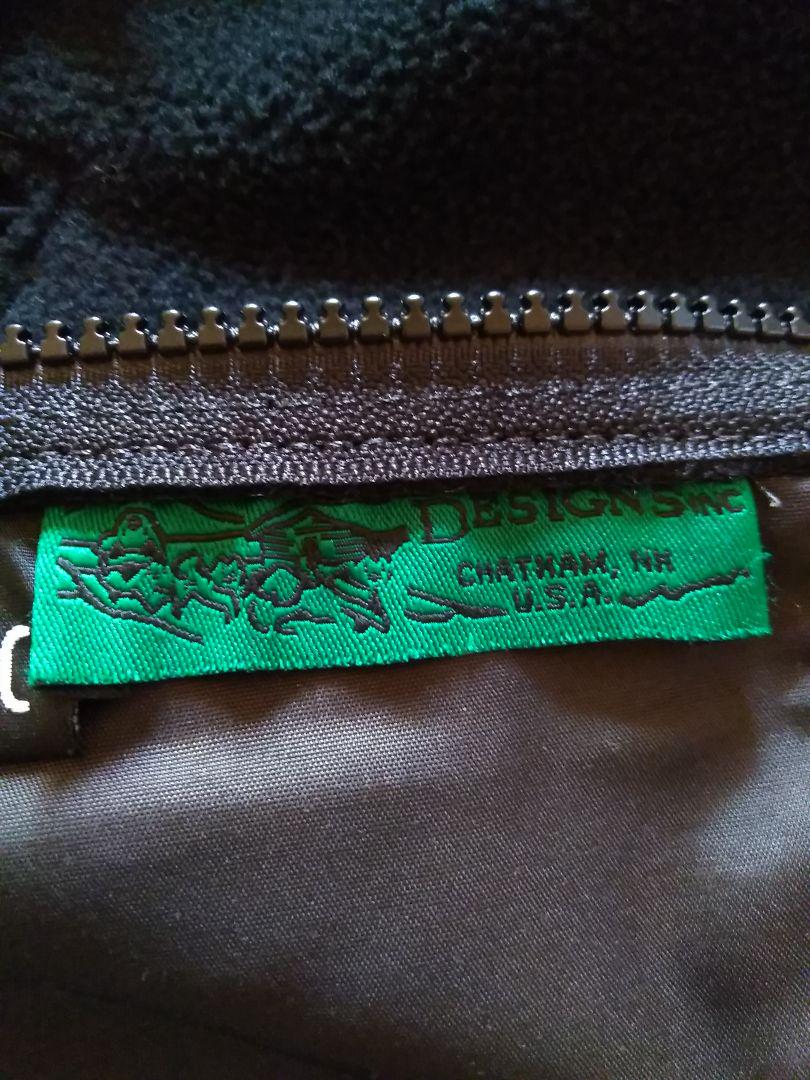 DESIGNS INC
CHATHAM, NH
U.S.A.